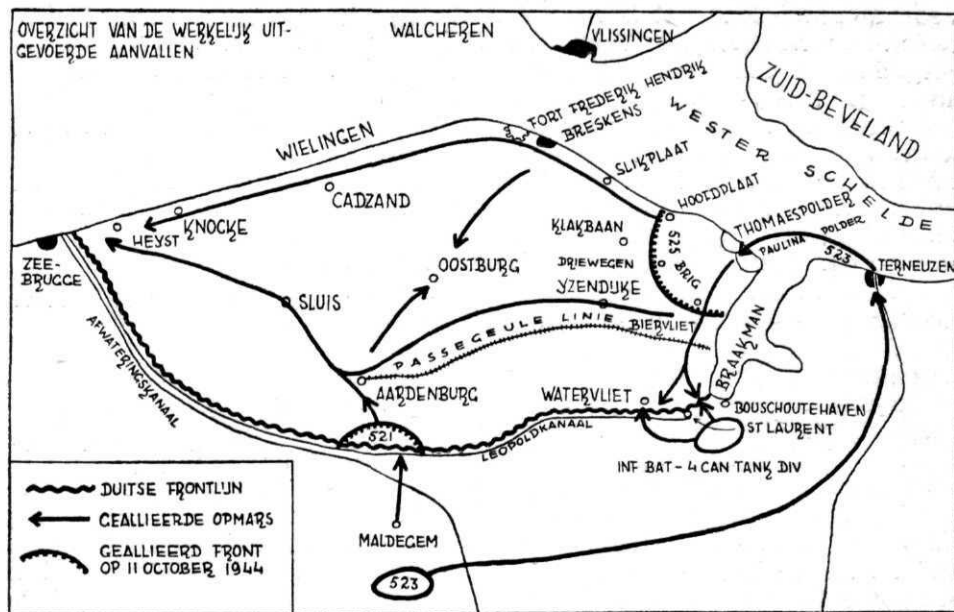 OVERZICHT VAN DE WERKELIJK UIT-
GEVOERDE AANVALLEN
WALCHEREN
VLISSINGEN
ZUID-BEVELAND
FORT FREDERIK HENDRIK
BRESKENS
WESTER SCHELDE
WIELINGEN
SLIKPLAAT
CADZAND
HOOFDPLAAT
KNOCKE
HEYST
THOMAESPOLDER
PAULINA POLDER
KLAKBAAN
525 BRIG
523
TERNEUZEN
ZEE-
BRUGGE
OOSTBURG
DRIEWEGEN
SLUIS
YZENDIJKE
BIERVLIET
PASSEGEULE LINIE
BRAAKMAN
AFWATERINGSKANAAL
AARDENBURG
WATERVLIET
BOUSCHOUTEHAVEN
ST LAURENT
521
LEOPOLDKANAAL
INF BAT - 4 CAN TANK DIV
DUITSE FRONTLIJN
GEALLIEERDE OPMARS
GEALLIEERD FRONT
OP 11 OCTOBER 1944
MALDEGEM
523